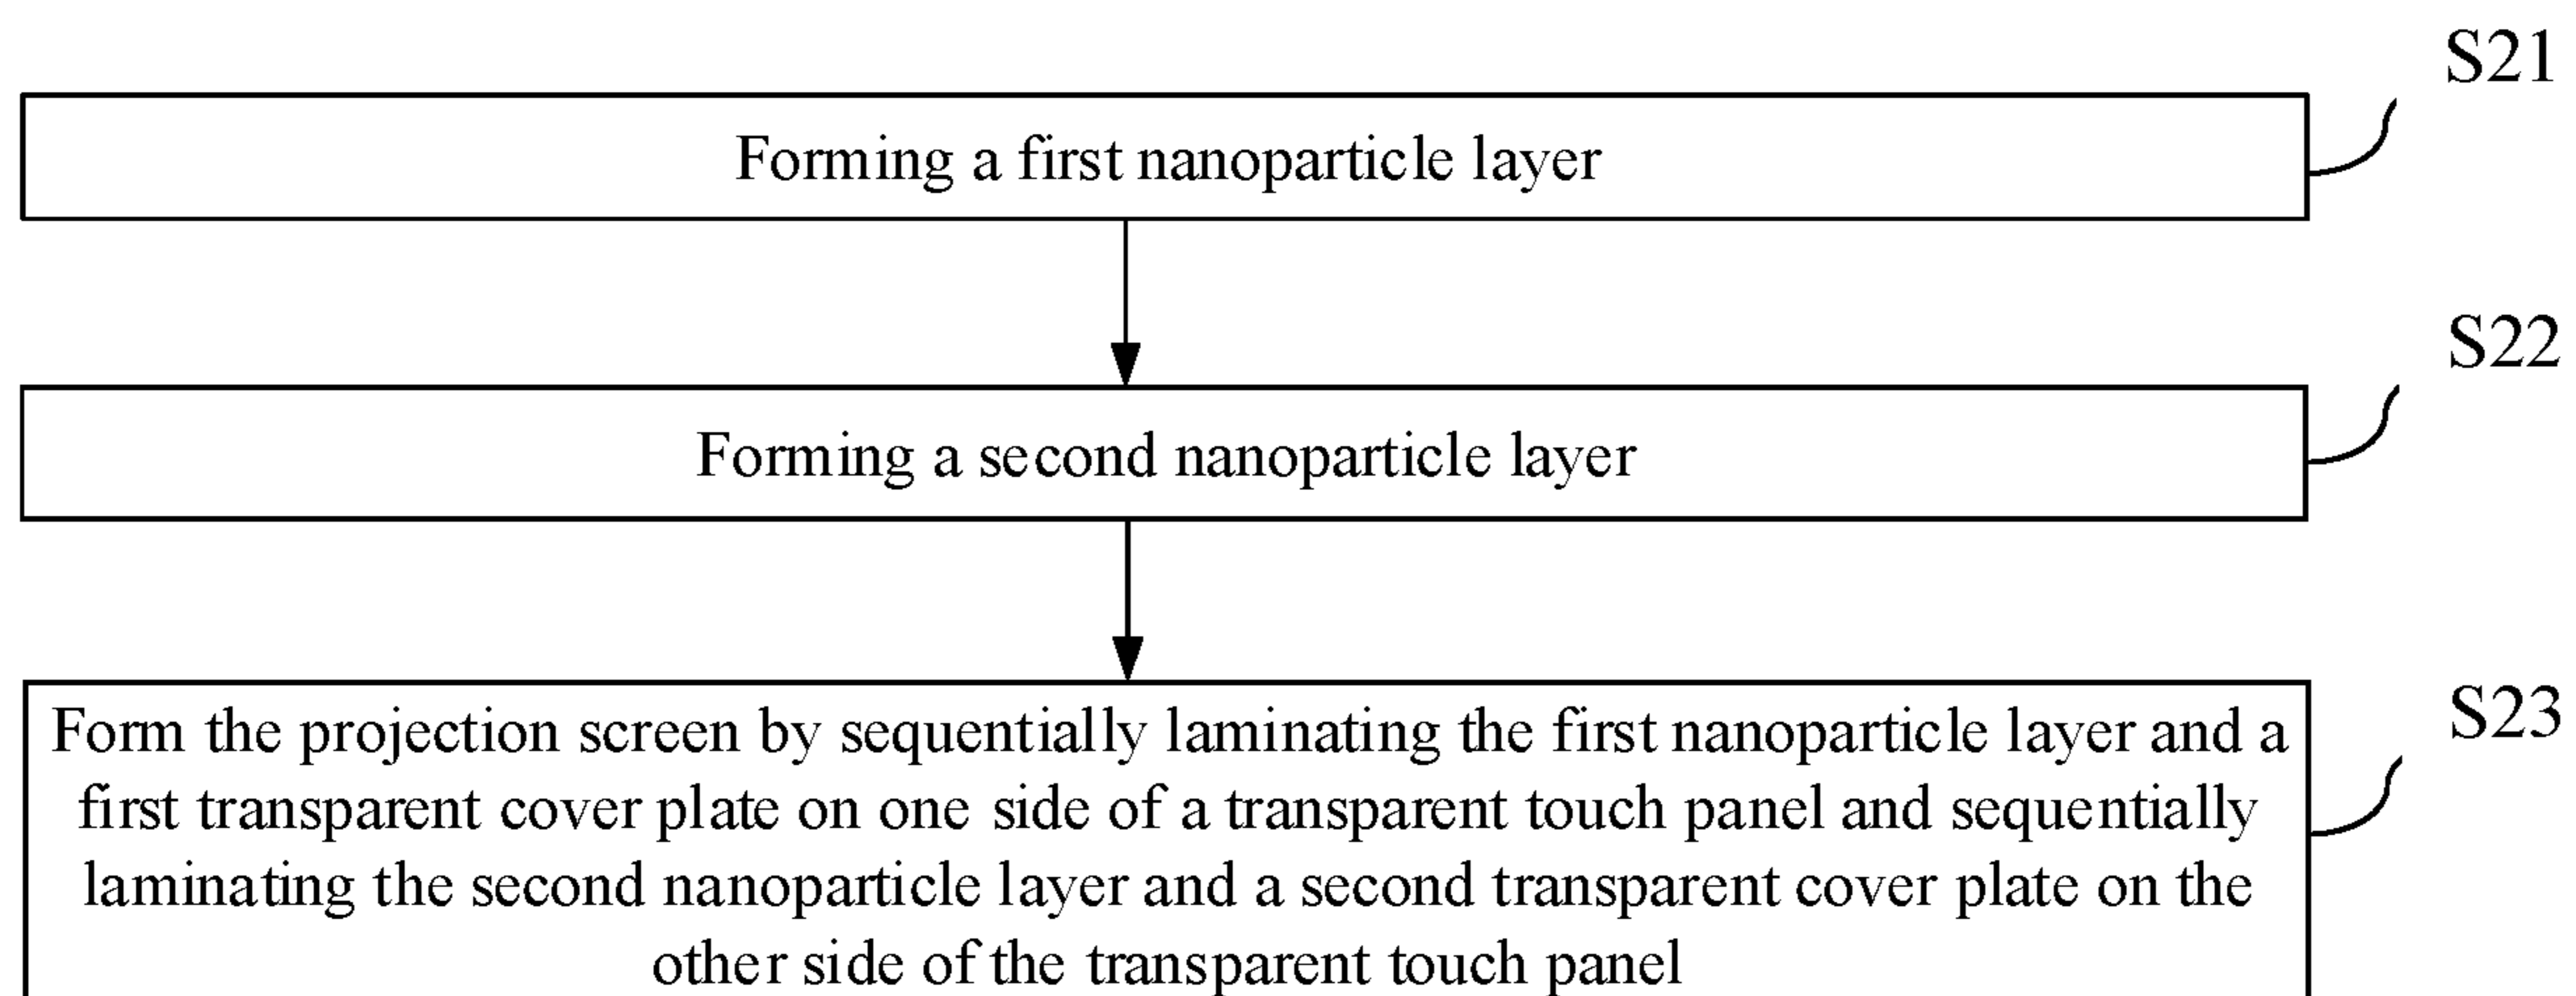 S21
Forming a first nanoparticle layer
S22
Forming a second nanoparticle layer
S23
Form the projection screen by sequentially laminating the first nanoparticle layer and a
first transparent cover plate on one side of a transparent touch panel and sequentially
laminating the second nanoparticle layer and a second transparent cover plate on the
other side of the transparent touch panel